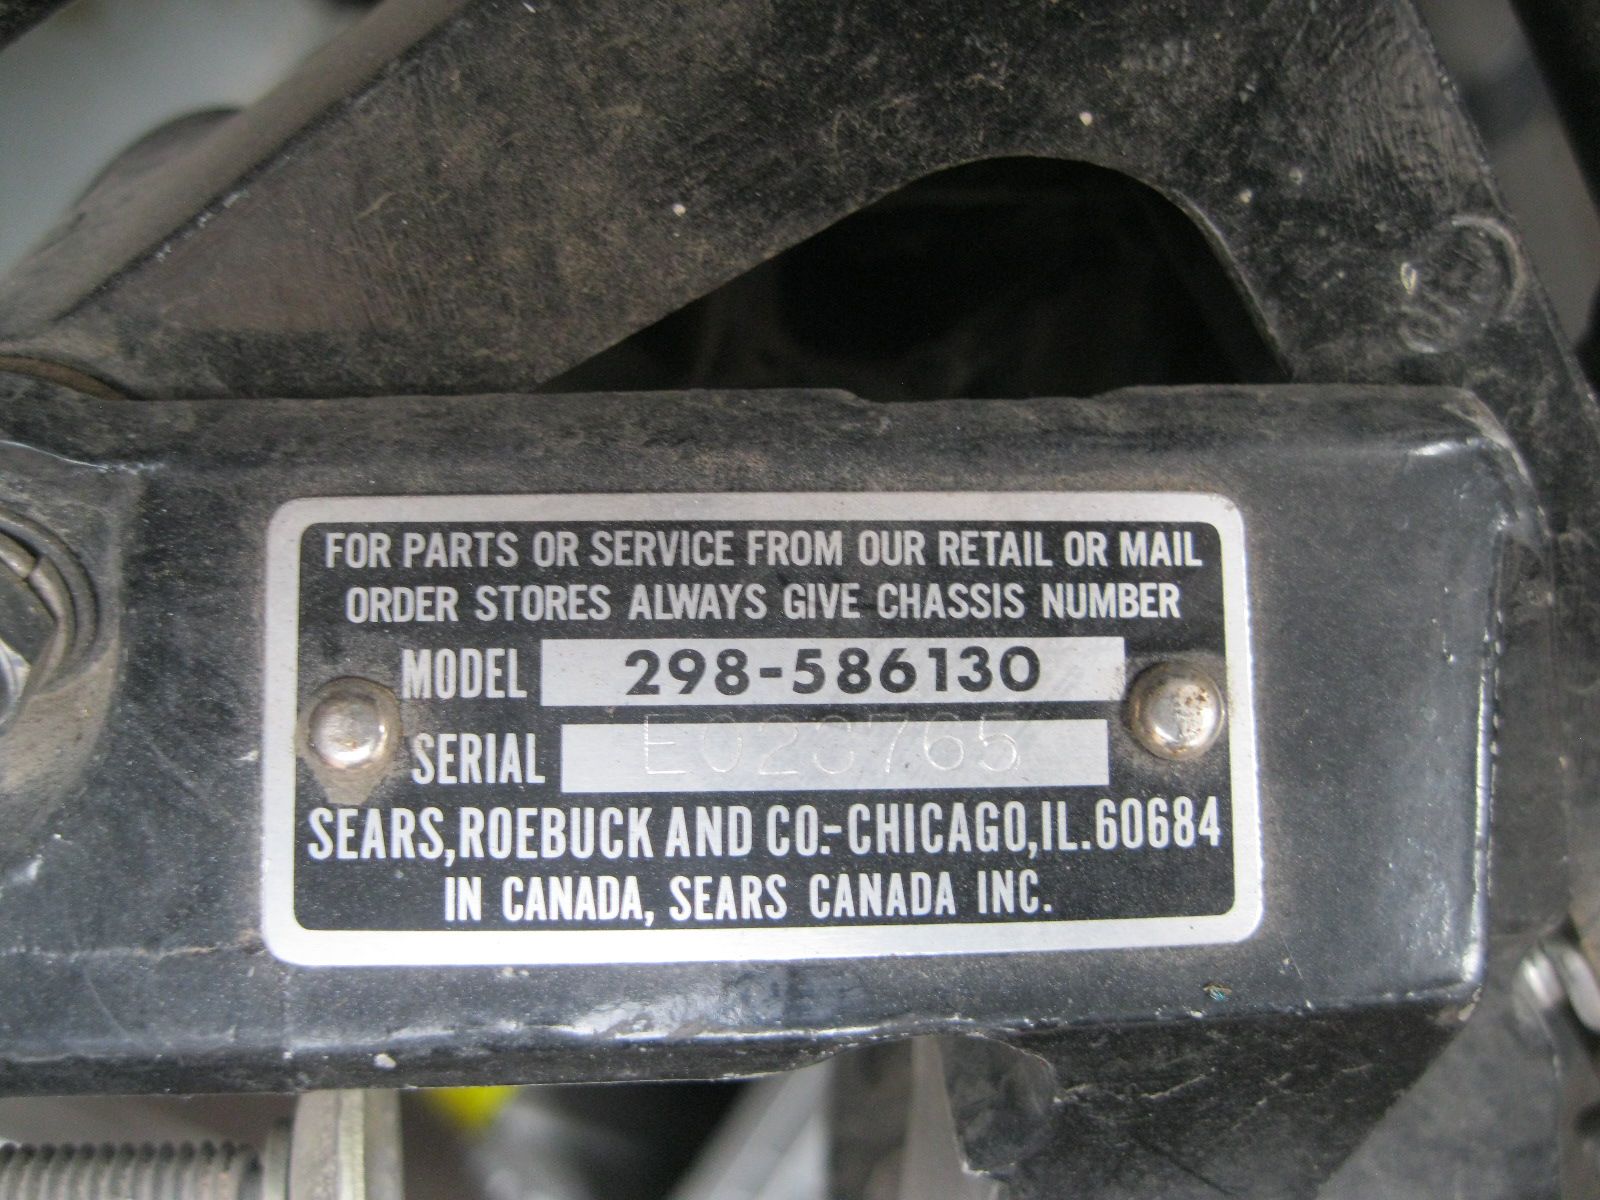 FOR PARTS OR SERVICE FROM OUR RETAIL OR MAIL
ORDER STORES ALWAYS GIVE CHASSIS NUMBER
MODEL 298-586130
SERIAL
SEARS, ROEBUCK AND CO.-CHICAGO, IL. 60684
IN CANADA, SEARS CANADA INC.